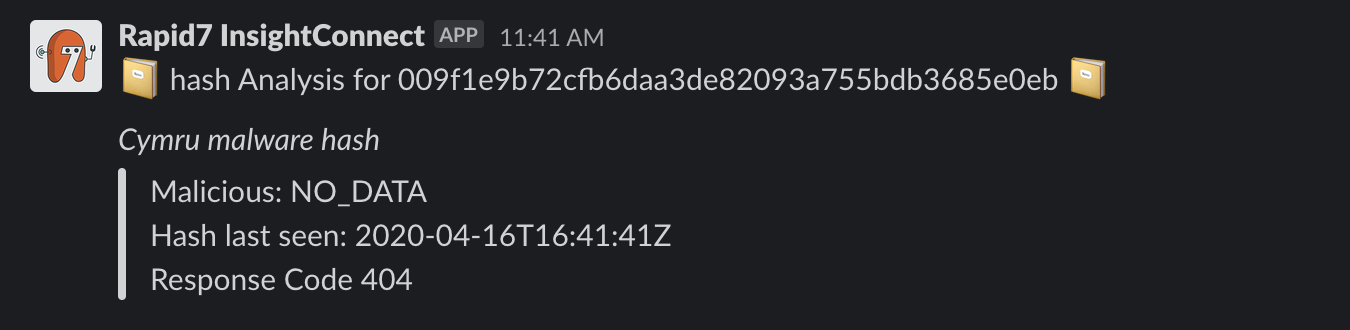 Rapid7 InsightConnect APP 11:41 AM
hash Analysis for 009f1e9b72cfb6daa3de82093a755bdb3685e0eb
Cymru malware hash
Malicious: NO_DATA
Hash last seen: 2020-04-16T16:41:41Z
Response Code 404